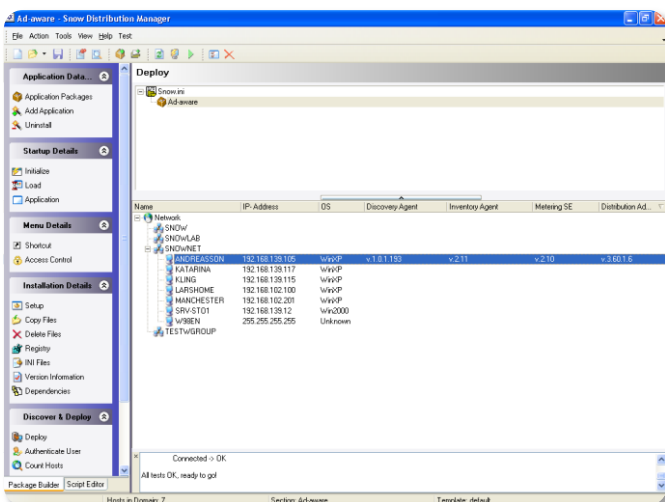 Ad-aware - Snow Distribution Manager
File Action Tools View Help Test
Application Data...
Application Packages
Add Application
Uninstall
Startup Details
Initialize
Load
Application
Menu Details
Shortcut
Access Control
Installation Details
Setup
Copy Files
Delete Files
Registry
INI Files
Version Information
Dependencies
Discover & Deploy
Deploy
Authenticate User
Count Hosts
Package Builder Script Editor
Deploy
Snow.ini
Ad-aware
Name IP- Address OS Discovery Agent Inventory Agent Metering SE Distribution Ad...
Network
SNOW
SNOWLAB
SNOWNET
ANDREASSON 192.168.139.105 WinXP v.1.0.1.193 v.2.11 v.2.10 v.3.60.1.6
KATARINA 192.168.139.117 WinXP
KLING 192.168.139.115 WinXP
LARSHOME 192.168.102.100 WinXP
MANCHESTER 192.168.102.201 WinXP
SRV-STO1 192.168.139.12 Win2000
W98EN 255.255.255.255 Unknown
TESTWGROUP
Connected -> OK
All tests OK, ready to go!
Hosts in Domain: 7 Section: Ad-aware Template: default